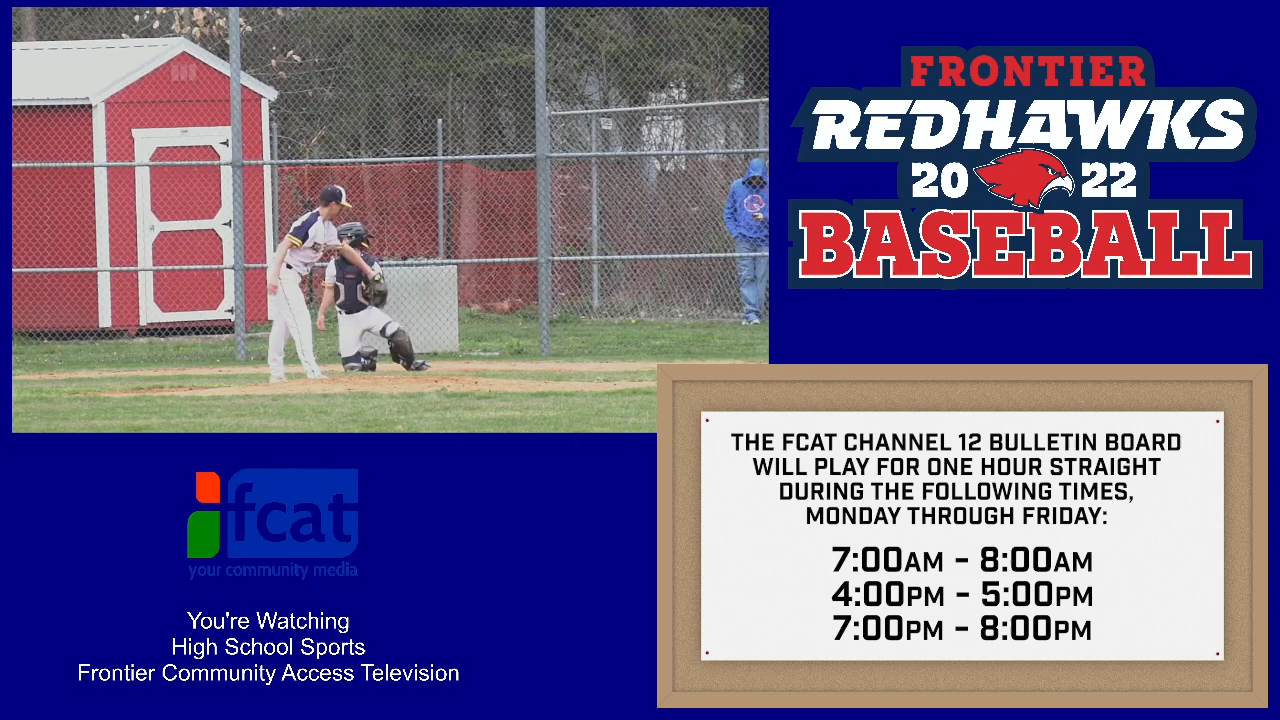 FRONTIER
REDHAWKS
20 22
BASEBALL
THE FCAT CHANNEL 12 BULLETIN BOARD
WILL PLAY FOR ONE HOUR STRAIGHT
DURING THE FOLLOWING TIMES,
MONDAY THROUGH FRIDAY:
7:00AM - 8:00AM
4:00PM - 5:00PM
7:00PM - 8:00PM
fcat
your community media
You're Watching
High School Sports
Frontier Community Access Television